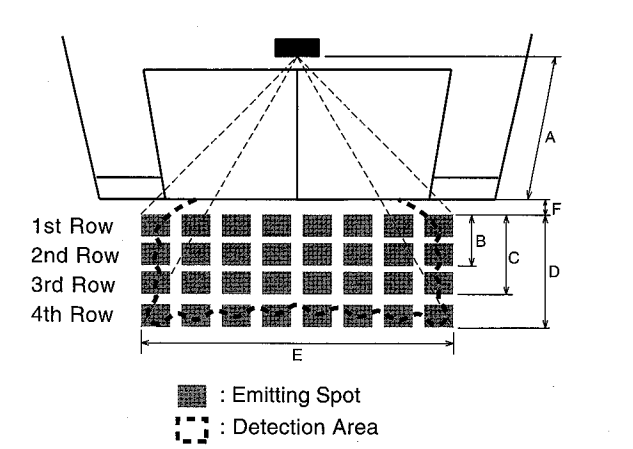 A
F
1st Row
B
C
D
2nd Row
3rd Row
4th Row
E
: Emitting Spot
: Detection Area